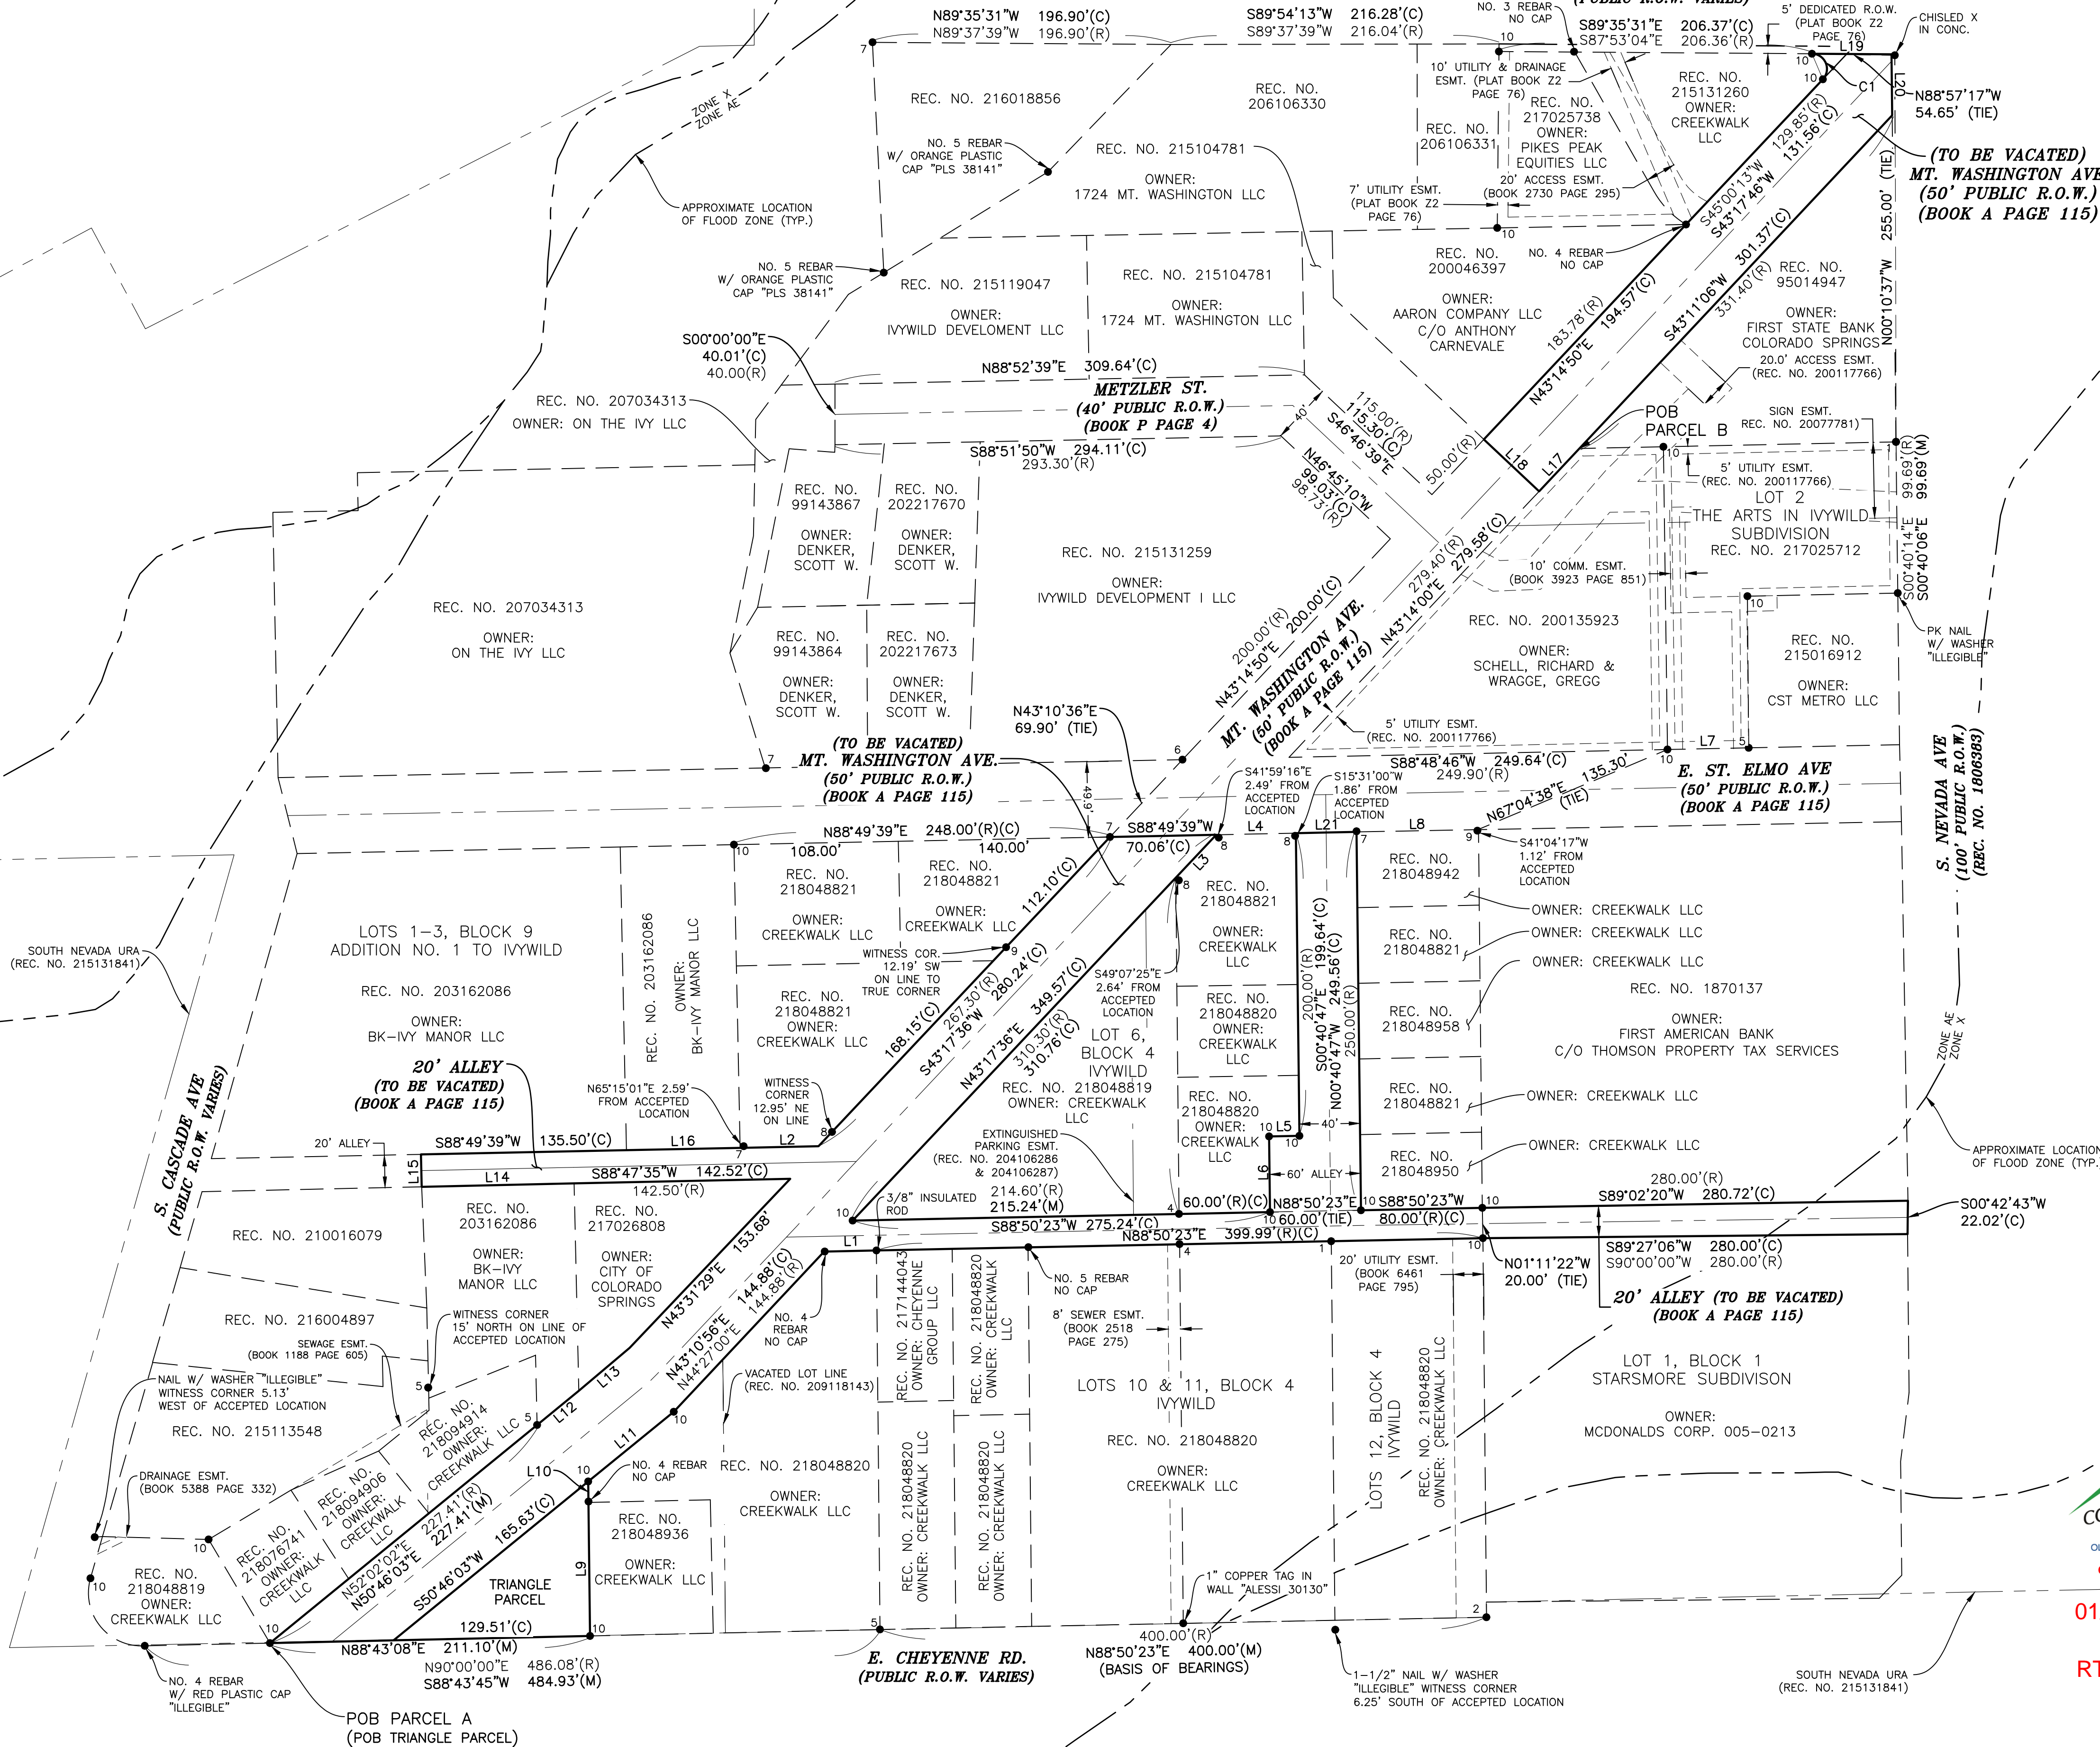 (PUBLIC R.O.W. VARIES)
N89°35'31"W 196.90'(C)
N89°37'39"W 196.90'(R)
S89°54'13"W 216.28'(C)
S89°37'39"W 216.04'(R)
NO. 3 REBAR
NO CAP
S89°35'31"E 206.37'(C)
S87°53'04"E 206.36'(R)
5' DEDICATED R.O.W.
(PLAT BOOK Z2
PAGE 76)
CHISLED X
IN CONC.
7
10
10
10
L19
L20
C1
N88°57'17"W
54.65' (TIE)
ZONE X
ZONE AE
REC. NO. 216018856
REC. NO.
206106330
10' UTILITY & DRAINAGE
ESMT. (PLAT BOOK Z2
PAGE 76)
REC. NO.
215131260
OWNER:
CREEKWALK
LLC
REC. NO.
217025738
OWNER:
PIKES PEAK
EQUITIES LLC
REC. NO.
206106331
20' ACCESS ESMT.
(BOOK 2730 PAGE 295)
7' UTILITY ESMT.
(PLAT BOOK Z2
PAGE 76)
10
S45°00'13"W 129.85'(R)
S43°17'46"W 131.56'(C)
(TO BE VACATED)
MT. WASHINGTON AVE
(50' PUBLIC R.O.W.)
(BOOK A PAGE 115)
NO. 5 REBAR
W/ ORANGE PLASTIC
CAP "PLS 38141"
REC. NO. 215104781
OWNER:
1724 MT. WASHINGTON LLC
APPROXIMATE LOCATION
OF FLOOD ZONE (TYP.)
NO. 5 REBAR
W/ ORANGE PLASTIC
CAP "PLS 38141"
REC. NO. 215119047
OWNER:
IVYWILD DEVELOMENT LLC
REC. NO. 215104781
OWNER:
1724 MT. WASHINGTON LLC
REC. NO.
200046397
OWNER:
AARON COMPANY LLC
C/O ANTHONY
CARNEVALE
NO. 4 REBAR
NO CAP
183.78'(R)
N43°14'50"E 194.57'(C)
S43°11'06"W 301.37'(C)
331.40'(R)
REC. NO.
95014947
OWNER:
FIRST STATE BANK
COLORADO SPRINGS
20.0' ACCESS ESMT.
(REC. NO. 200117766)
N00°10'37"W 255.00' (TIE)
S00°00'00"E
40.01'(C)
40.00(R)
N88°52'39"E 309.64'(C)
METZLER ST.
(40' PUBLIC R.O.W.)
(BOOK P PAGE 4)
40'
S88°51'50"W 294.11'(C)
293.30'(R)
115.00'(R)
115.30'(C)
S46°46'39"E
N46°45'10"W
99.03'(C)
98.73'(R)
50.00'(R)
L18
L17
POB
PARCEL B
SIGN ESMT.
REC. NO. 20077781)
REC. NO. 207034313
OWNER: ON THE IVY LLC
REC. NO. 207034313
OWNER:
ON THE IVY LLC
REC. NO.
99143867
OWNER:
DENKER,
SCOTT W.
REC. NO.
202217670
OWNER:
DENKER,
SCOTT W.
REC. NO.
99143864
OWNER:
DENKER,
SCOTT W.
REC. NO.
202217673
OWNER:
DENKER,
SCOTT W.
REC. NO. 215131259
OWNER:
IVYWILD DEVELOPMENT I LLC
10
1
5' UTILITY ESMT.
(REC. NO. 200117766)
LOT 2
THE ARTS IN IVYWILD
SUBDIVISION
REC. NO. 217025712
S00°40'14"E 99.69'(R)
S00°40'06"E 99.69'(M)
10' COMM. ESMT.
(BOOK 3923 PAGE 851)
10
279.40'(R)
N43°14'00"E 279.58'(C)
200.00'(R)
N43°14'50"E 200.00'(C)
MT. WASHINGTON AVE.
(50' PUBLIC R.O.W.)
(BOOK A PAGE 115)
REC. NO. 200135923
OWNER:
SCHELL, RICHARD &
WRAGGE, GREGG
REC. NO.
215016912
OWNER:
CST METRO LLC
PK NAIL
W/ WASHER
"ILLEGIBLE"
5' UTILITY ESMT.
(REC. NO. 200117766)
N43°10'36"E
69.90' (TIE)
(TO BE VACATED)
MT. WASHINGTON AVE.
(50' PUBLIC R.O.W.)
(BOOK A PAGE 115)
7
6
49.9'
S88°48'46"W 249.64'(C)
249.90'(R)
L7
5
10
E. ST. ELMO AVE
(50' PUBLIC R.O.W.)
(BOOK A PAGE 115)
S. NEVADA AVE
(100' PUBLIC R.O.W.)
(REC. NO. 1806383)
S41°59'16"E
2.49' FROM
ACCEPTED
LOCATION
S15°31'00"W
1.86' FROM
ACCEPTED
LOCATION
N67°04'38"E 135.30'
(TIE)
N88°49'39"E 248.00'(R)(C)
108.00'
140.00'
7
S88°49'39"W
70.06'(C)
8
L4
L21
7
L8
9
S41°04'17"W
1.12' FROM
ACCEPTED
LOCATION
10
REC. NO.
218048821
OWNER:
CREEKWALK LLC
REC. NO.
218048821
OWNER:
CREEKWALK LLC
112.10'(C)
L3
8
REC. NO.
218048821
OWNER:
CREEKWALK
LLC
REC. NO.
218048942
OWNER: CREEKWALK LLC
OWNER: CREEKWALK LLC
OWNER: CREEKWALK LLC
REC. NO.
218048821
REC. NO. 1870137
OWNER:
FIRST AMERICAN BANK
C/O THOMSON PROPERTY TAX SERVICES
LOTS 1-3, BLOCK 9
ADDITION NO. 1 TO IVYWILD
REC. NO. 203162086
OWNER:
BK-IVY MANOR LLC
REC. NO. 203162086
OWNER:
BK-IVY MANOR LLC
SOUTH NEVADA URA
(REC. NO. 215131841)
WITNESS COR.
12.19' SW
ON LINE TO
TRUE CORNER
9
REC. NO.
218048821
OWNER:
CREEKWALK LLC
168.15'(C)
267.30'(R)
S43°17'36"W 280.24'(C)
N43°17'36"E 349.57'(C)
310.30'(R)
310.76'(C)
S49°07'25"E
2.64' FROM
ACCEPTED
LOCATION
LOT 6,
BLOCK 4
IVYWILD
REC. NO. 218048819
OWNER: CREEKWALK
LLC
REC. NO.
218048820
OWNER:
CREEKWALK
LLC
200.00'(R)
S00°40'47"E 199.64'(C)
N00°40'47"W 249.56'(C)
250.00'(R)
REC. NO.
218048958
REC. NO.
218048821
OWNER: CREEKWALK LLC
OWNER: CREEKWALK LLC
REC. NO.
218048950
ZONE AE
ZONE X
APPROXIMATE LOCATION
OF FLOOD ZONE (TYP.)
20' ALLEY
(TO BE VACATED)
(BOOK A PAGE 115)
N65°15'01"E 2.59'
FROM ACCEPTED
LOCATION
WITNESS
CORNER
12.95' NE
ON LINE
8
S. CASCADE AVE
(PUBLIC R.O.W. VARIES)
20' ALLEY
S88°49'39"W 135.50'(C)
L16
7
L2
L15
L14
S88°47'35"W 142.52'(C)
142.50'(R)
EXTINGUISHED
PARKING ESMT.
(REC. NO. 204106286
& 204106287)
REC. NO.
218048820
OWNER:
CREEKWALK
LLC
10
L5
10
40'
L6
60' ALLEY
3/8" INSULATED
ROD
214.60'(R)
215.24'(M)
4
60.00'(R)(C)
N88°50'23"E
60.00'(TIE)
S88°50'23"W
80.00'(R)(C)
10
10
10
10
S88°50'23"W 275.24'(C)
N88°50'23"E 399.99'(R)(C)
280.00'(R)
S89°02'20"W 280.72'(C)
S00°42'43"W
22.02'(C)
REC. NO. 210016079
REC. NO.
203162086
OWNER:
BK-IVY
MANOR LLC
REC. NO.
217026808
OWNER:
CITY OF
COLORADO
SPRINGS
N43°31'29"E 153.68'
L1
4
1
10
S89°27'06"W 280.00'(C)
S90°00'00"W 280.00'(R)
N01°11'22"W
20.00' (TIE)
20' ALLEY (TO BE VACATED)
(BOOK A PAGE 115)
20' UTILITY ESMT.
(BOOK 6461
PAGE 795)
NO. 5 REBAR
NO CAP
8' SEWER ESMT.
(BOOK 2518
PAGE 275)
REC. NO. 216004897
SEWAGE ESMT.
(BOOK 1188 PAGE 605)
WITNESS CORNER
15' NORTH ON LINE OF
ACCEPTED LOCATION
5
144.88'(C)
144.88'(R)
N43°10'56"E
N44°27'00"E
NO. 4
REBAR
NO CAP
VACATED LOT LINE
(REC. NO. 209118143)
REC. NO. 217144043
OWNER: CHEYENNE
GROUP LLC
REC. NO. 218048820
OWNER: CREEKWALK
LLC
LOTS 10 & 11, BLOCK 4
IVYWILD
REC. NO. 218048820
OWNER:
CREEKWALK LLC
LOTS 12, BLOCK 4
IVYWILD
REC. NO. 218048820
OWNER: CREEKWALK LLC
LOT 1, BLOCK 1
STARSMORE SUBDIVISON
OWNER:
MCDONALDS CORP. 005-0213
NAIL W/ WASHER "ILLEGIBLE"
WITNESS CORNER 5.13'
WEST OF ACCEPTED LOCATION
REC. NO. 215113548
L13
L12
5
L11
10
10
L10
NO. 4 REBAR
NO CAP
REC. NO. 218048820
OWNER:
CREEKWALK LLC
REC. NO.
218094914
OWNER:
CREEKWALK LLC
REC. NO.
218094906
OWNER:
CREEKWALK
LLC
REC. NO.
218076741
OWNER:
CREEKWALK
LLC
DRAINAGE ESMT.
(BOOK 5388 PAGE 332)
10
10
227.41'(R)
227.41'(M)
N52°02'02"E
N50°46'03"E
S50°46'03"W 165.63'(C)
REC. NO.
218048936
OWNER:
CREEKWALK LLC
L9
REC. NO. 218048820
OWNER: CREEKWALK LLC
REC. NO. 218048820
OWNER: CREEKWALK LLC
REC. NO.
218048819
OWNER:
CREEKWALK LLC
TRIANGLE
PARCEL
129.51'(C)
10
10
N88°43'08"E 211.10'(M)
N90°00'00"E 486.08'(R)
S88°43'45"W 484.93'(M)
5
2
1" COPPER TAG IN
WALL "ALESSI 30130"
E. CHEYENNE RD.
(PUBLIC R.O.W. VARIES)
400.00'(R)
N88°50'23"E 400.00'(M)
(BASIS OF BEARINGS)
NO. 4 REBAR
W/ RED PLASTIC CAP
"ILLEGIBLE"
POB PARCEL A
(POB TRIANGLE PARCEL)
1-1/2" NAIL W/ WASHER
"ILLEGIBLE" WITNESS CORNER
6.25' SOUTH OF ACCEPTED LOCATION
SOUTH NEVADA URA
(REC. NO. 215131841)
01
RT